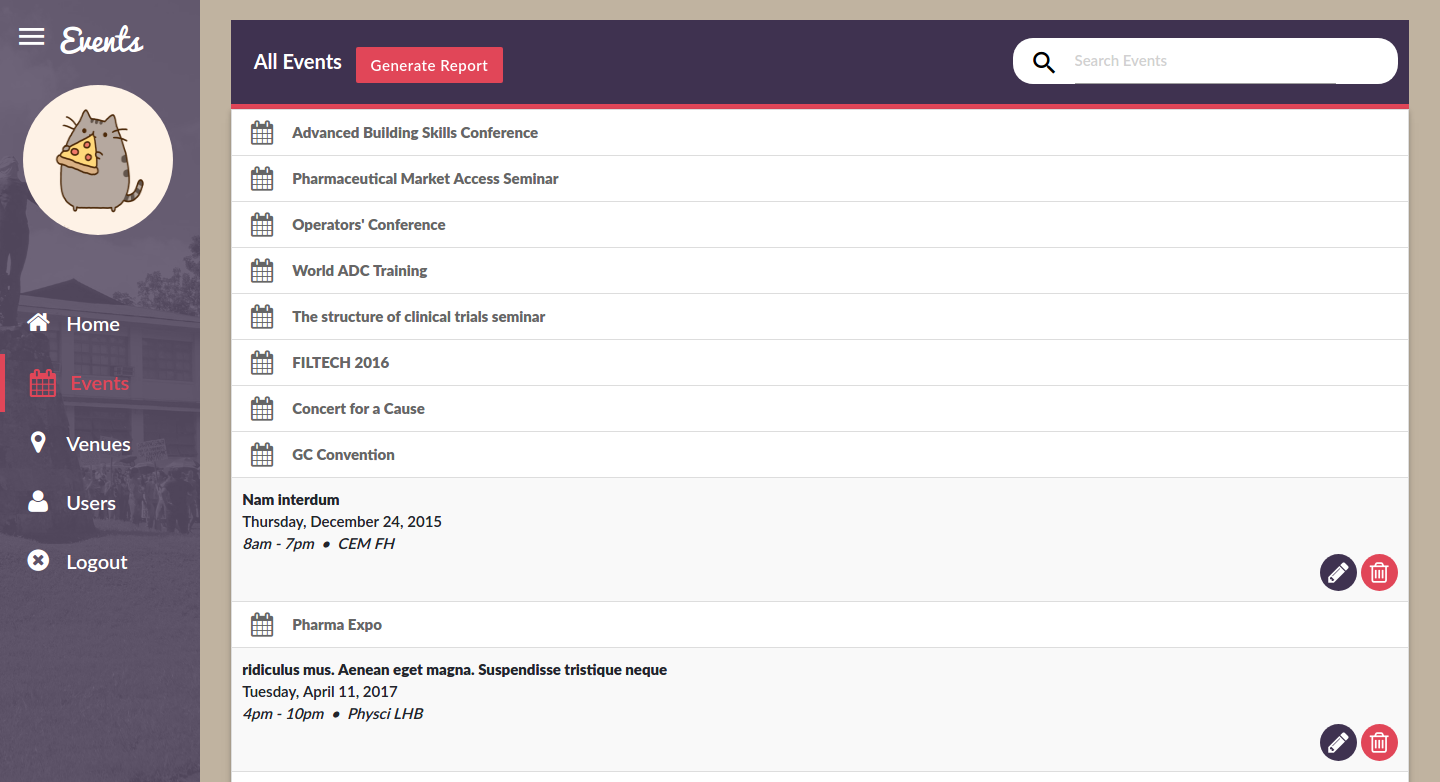 Events
Home
Events
Venues
Users
Logout
All Events
Generate Report
Search Events
Advanced Building Skills Conference
Pharmaceutical Market Access Seminar
Operators' Conference
World ADC Training
The structure of clinical trials seminar
FILTECH 2016
Concert for a Cause
GC Convention
Nam interdum
Thursday, December 24, 2015
8am - 7pm ● CEM FH
Pharma Expo
ridiculus mus. Aenean eget magna. Suspendisse tristique neque
Tuesday, April 11, 2017
4pm - 10pm ● Physci LHB